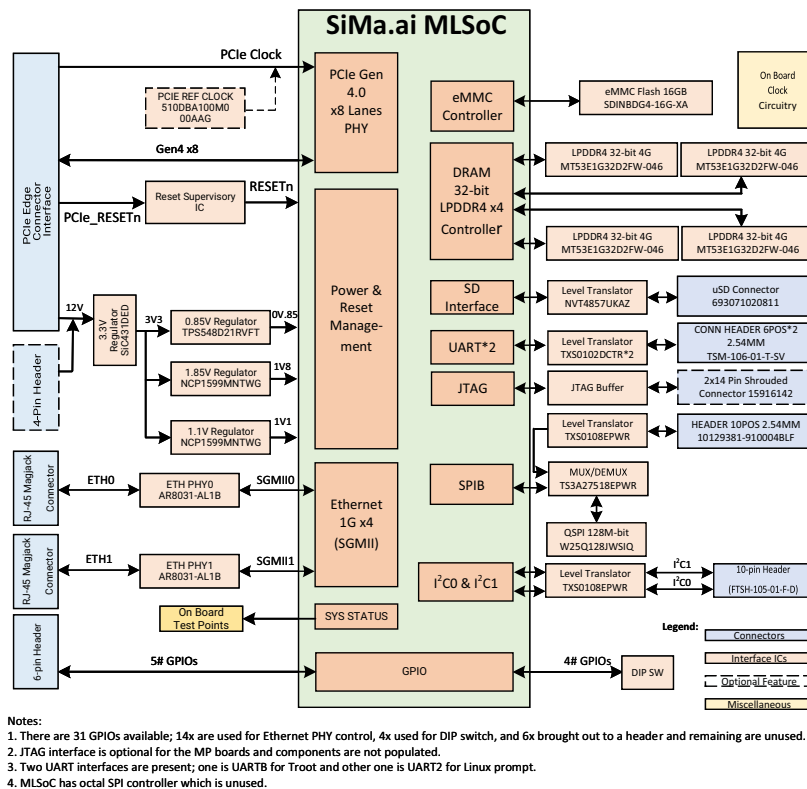 SiMa.ai MLSoC
PCIe Edge
Connector
Interface
PCIe Clock
PCIE REF CLOCK
510DBA100M0
00AAG
Gen4 x8
PCIe_RESETn
Reset Supervisory
IC
RESETn
12V
4-Pin Header
3.3V
Regulator
SiC431DED
3V3
0.85V Regulator
TPS548D21RVFT
0V.85
1.85V Regulator
NCP1599MNTWG
1V8
1.1V Regulator
NCP1599MNTWG
1V1
RJ-45 Magjack
Connector
ETH0
ETH PHY0
AR8031-AL1B
SGMII0
RJ-45 Magjack
Connector
ETH1
ETH PHY1
AR8031-AL1B
SGMII1
On Board
Test Points
6-pin Header
5# GPIOs
PCIe Gen
4.0
x8 Lanes
PHY
Power &
Reset
Manage-
ment
Ethernet
1G x4
(SGMII)
SYS STATUS
GPIO
eMMC
Controller
DRAM
32-bit
LPDDR4 x4
Controller
SD
Interface
UART*2
JTAG
SPIB
I²C0 & I²C1
eMMC Flash 16GB
SDINBDG4-16G-XA
On Board
Clock
Circuitry
LPDDR4 32-bit 4G
MT53E1G32D2FW-046
LPDDR4 32-bit 4G
MT53E1G32D2FW-046
LPDDR4 32-bit 4G
MT53E1G32D2FW-046
LPDDR4 32-bit 4G
MT53E1G32D2FW-046
Level Translator
NVT4857UKAZ
uSD Connector
693071020811
Level Translator
TXS0102DCTR*2
CONN HEADER 6POS*2
2.54MM
TSM-106-01-T-SV
JTAG Buffer
2x14 Pin Shrouded
Connector 15916142
Level Translator
TXS0108EPWR
HEADER 10POS 2.54MM
10129381-910004BLF
MUX/DEMUX
TS3A27518EPWR
QSPI 128M-bit
W25Q128JWSIQ
Level Translator
TXS0108EPWR
I²C1
I²C0
10-pin Header
(FTSH-105-01-F-D)
4# GPIOs
DIP SW
Legend:
Connectors
Interface ICs
Optional Feature
Miscellaneous
Notes:
1. There are 31 GPIOs available; 14x are used for Ethernet PHY control, 4x used for DIP switch, and 6x brought out to a header and remaining are unused.
2. JTAG interface is optional for the MP boards and components are not populated.
3. Two UART interfaces are present; one is UARTB for Troot and other one is UART2 for Linux prompt.
4. MLSoC has octal SPI controller which is unused.